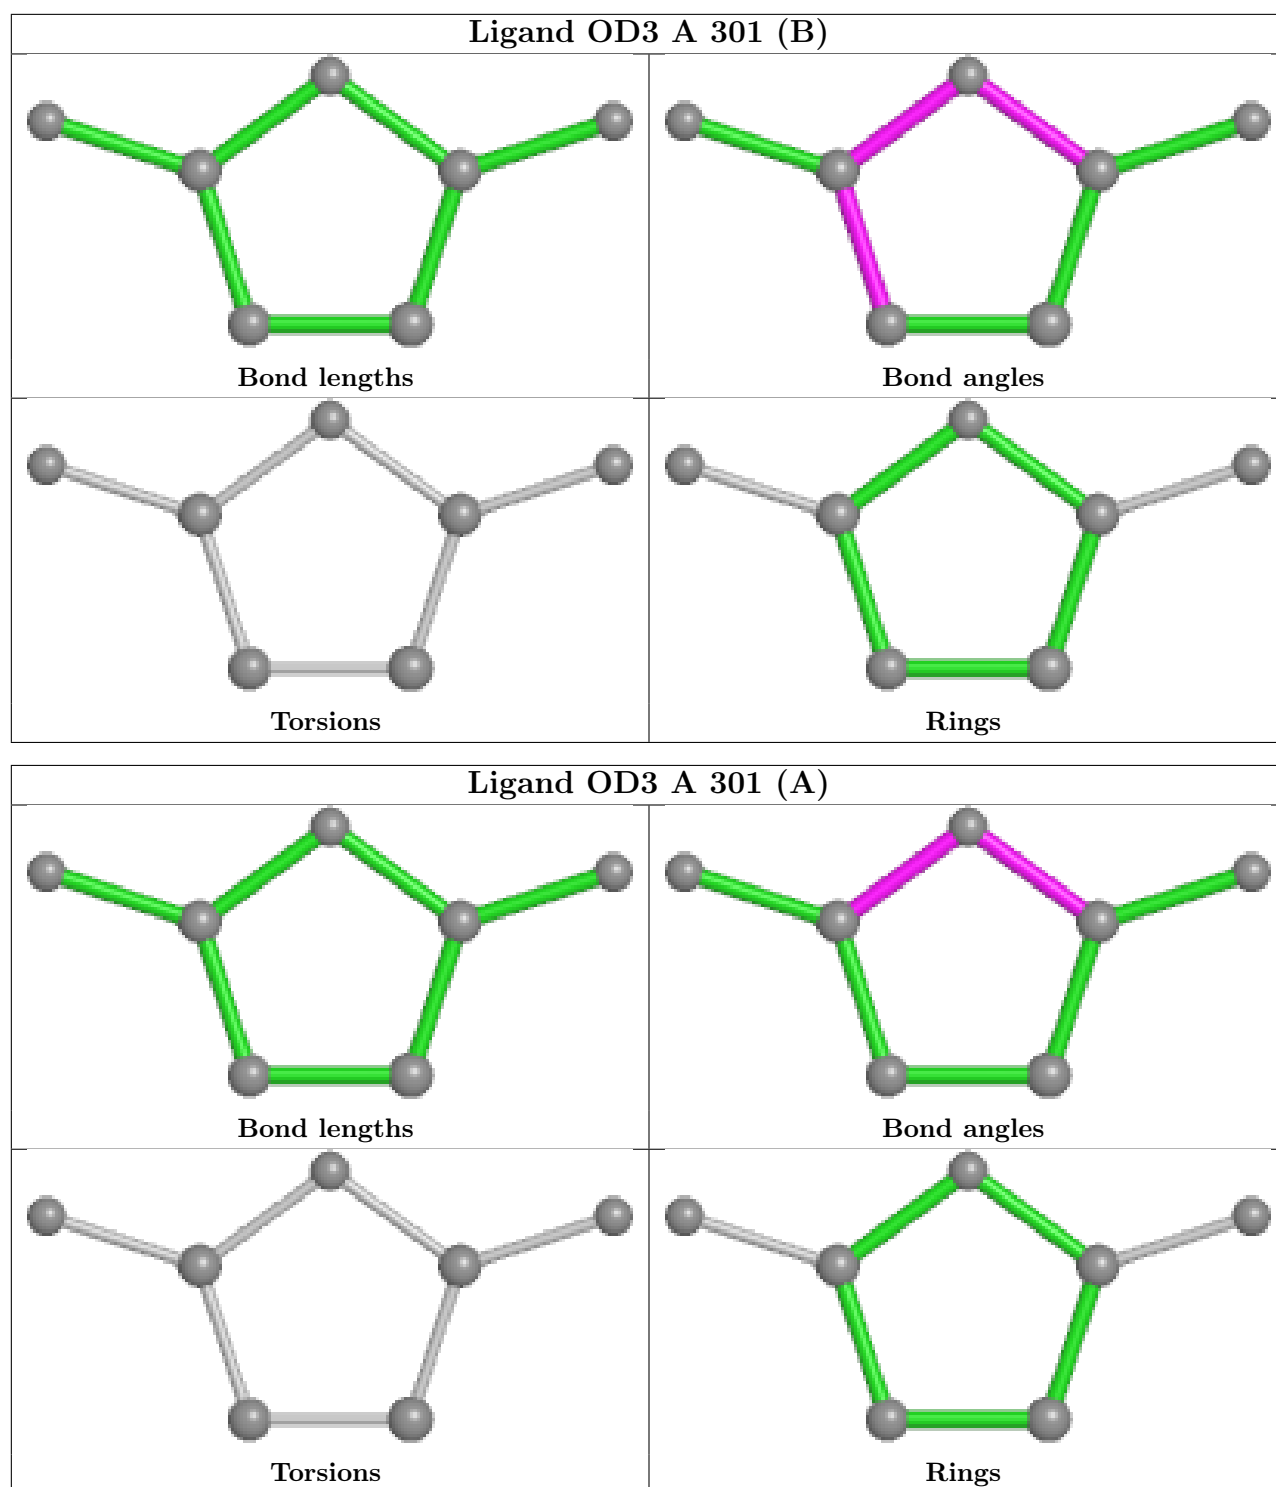 Ligand OD3 A 301 (B)
Bond lengths
Bond angles
Torsions
Rings
Ligand OD3 A 301 (A)
Bond lengths
Bond angles
Torsions
Rings